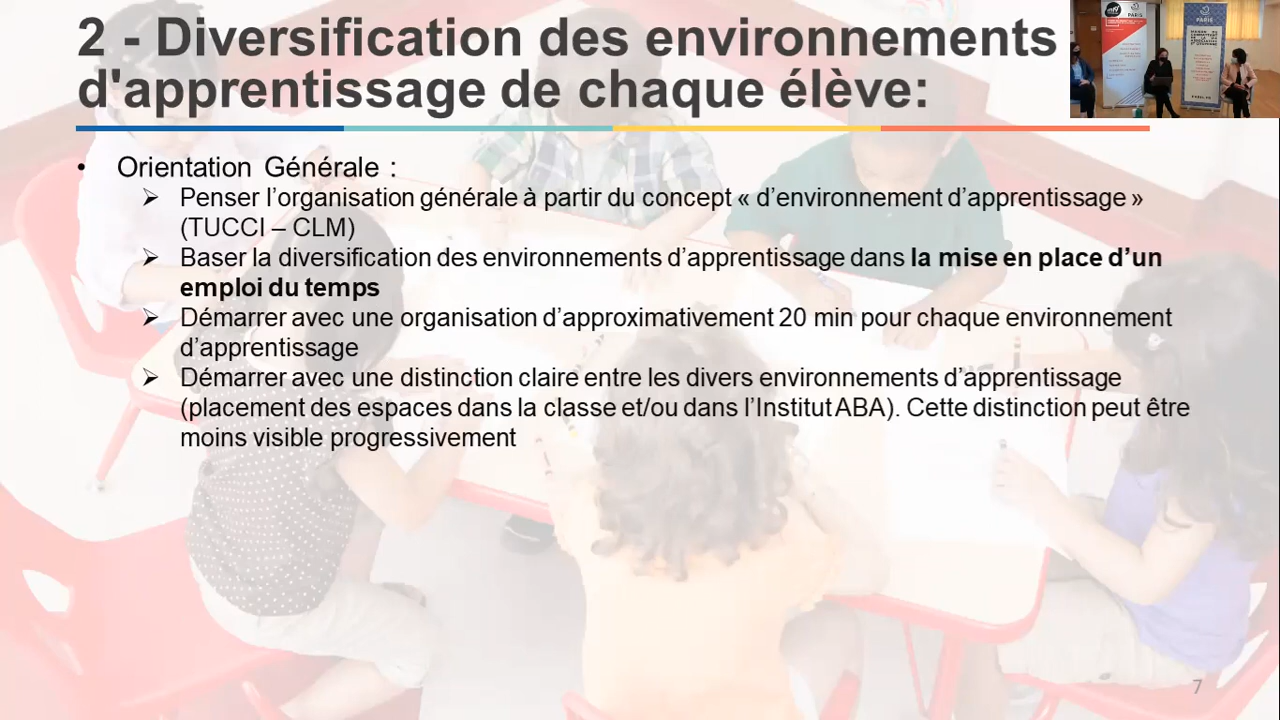 2 - Diversification des environnements
d'apprentissage de chaque élève:
• Orientation Générale :
➢ Penser l’organisation générale à partir du concept « d’environnement d’apprentissage »
(TUCCI – CLM)
➢ Baser la diversification des environnements d’apprentissage dans la mise en place d’un
emploi du temps
➢ Démarrer avec une organisation d’approximativement 20 min pour chaque environnement
d’apprentissage
➢ Démarrer avec une distinction claire entre les divers environnements d’apprentissage
(placement des espaces dans la classe et/ou dans l’Institut ABA). Cette distinction peut être
moins visible progressivement
7
PARIS
PARIS